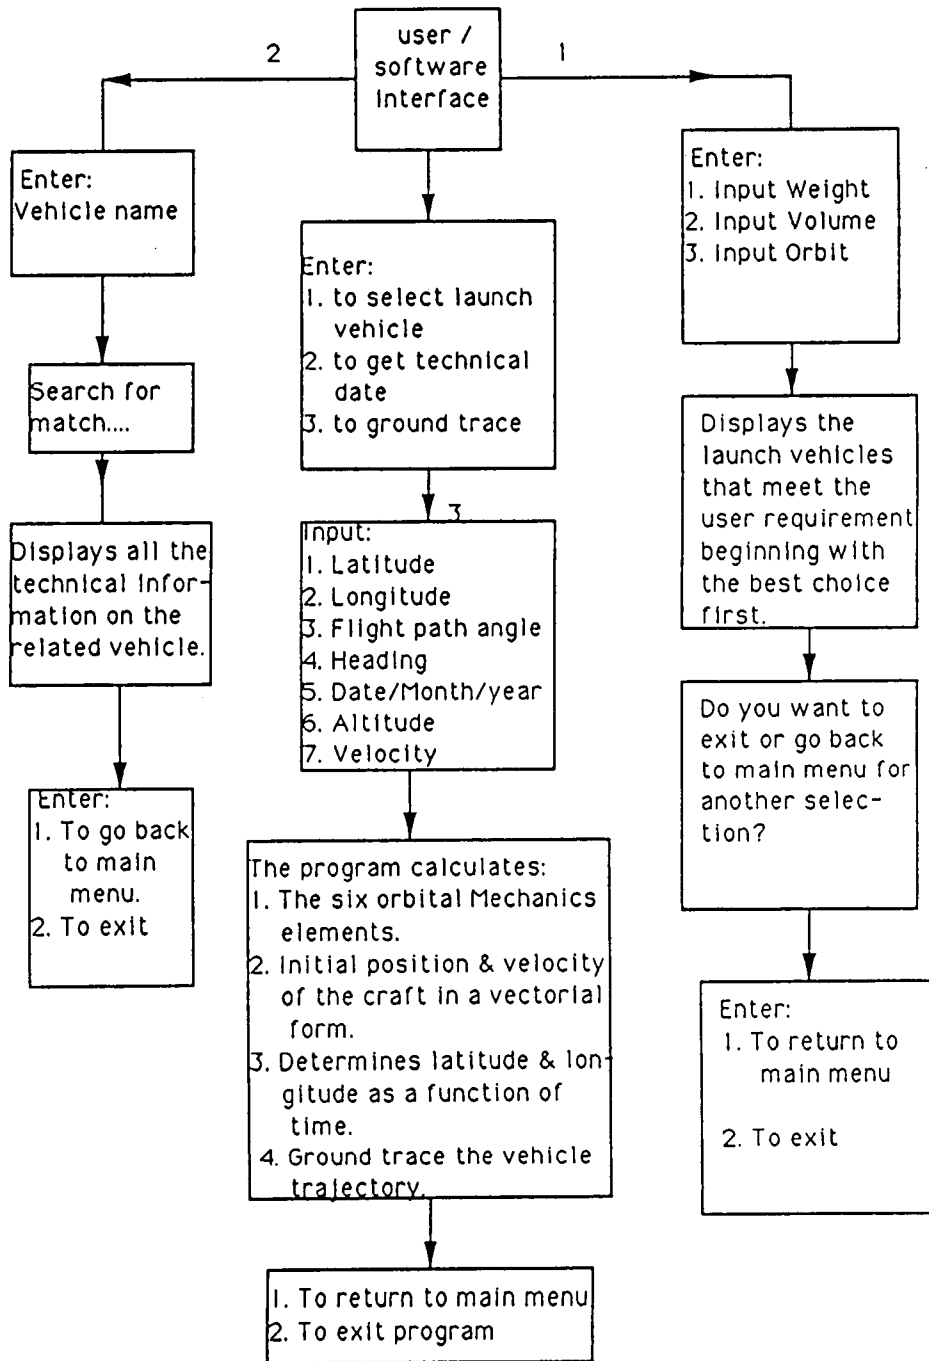 user /
software
Interface
2
1
Enter:
Vehicle name
Search for
match....
Displays all the
technical infor-
mation on the
related vehicle.
Enter:
1. To go back
to main
menu.
2. To exit
Enter:
1. to select launch
vehicle
2. to get technical
date
3. to ground trace
3
Input:
1. Latitude
2. Longitude
3. Flight path angle
4. Heading
5. Date/Month/year
6. Altitude
7. Velocity
The program calculates:
1. The six orbital Mechanics
elements.
2. Initial position & velocity
of the craft in a vectorial
form.
3. Determines latitude & lon-
gitude as a function of
time.
4. Ground trace the vehicle
trajectory.
1. To return to main menu
2. To exit program
Enter:
1. Input Weight
2. Input Volume
3. Input Orbit
Displays the
launch vehicles
that meet the
user requirement
beginning with
the best choice
first.
Do you want to
exit or go back
to main menu for
another selec-
tion?
Enter:
1. To return to
main menu
2. To exit